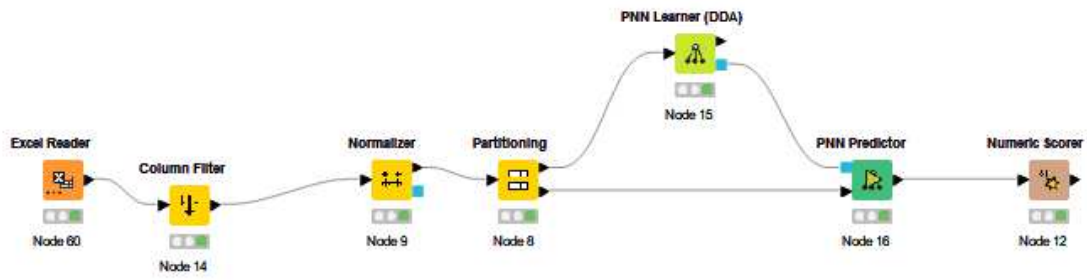 PNN Learner (DDA)
Node 15
Excel Reader
Node 60
Column Filter
Node 14
Normalizer
Node 9
Partitioning
Node 8
PNN Predictor
Node 16
Numeric Scorer
Node 12